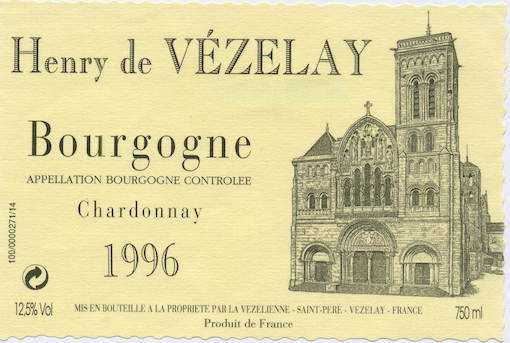 Henry de VÉZELAY
Bourgogne
APPELLATION BOURGOGNE CONTROLEE
Chardonnay
1996
100/0000271/14
12,5% Vol
MIS EN BOUTEILLE A LA PROPRIETE PAR LA VEZELIENNE - SAINT-PERE - VEZELAY - FRANCE
750 ml
Produit de France